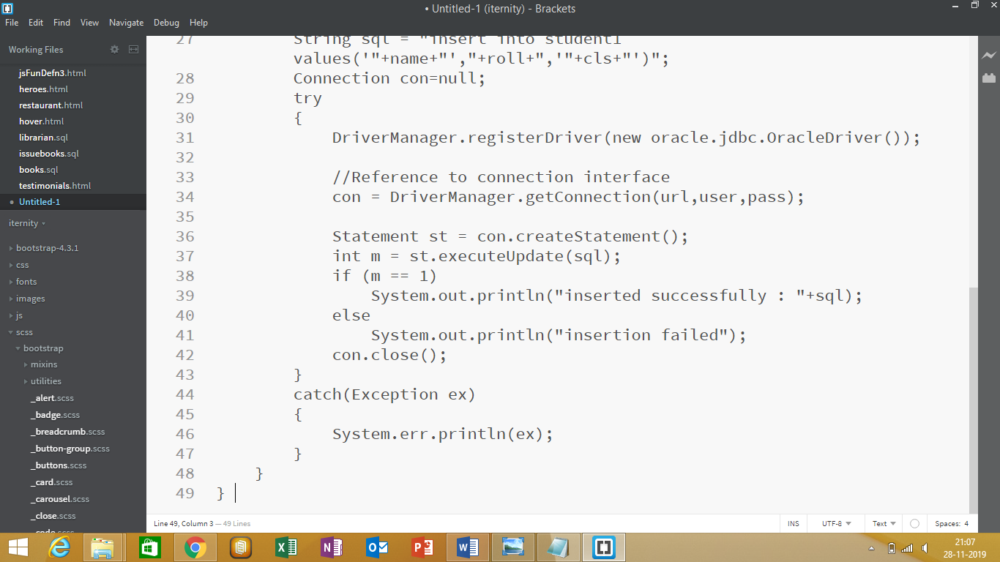 • Untitled-1 (iternity) - Brackets
File Edit Find View Navigate Debug Help
Working Files
jsFunDefn3.html
heroes.html
restaurant.html
hover.html
librarian.sql
issuebooks.sql
books.sql
testimonials.html
• Untitled-1
iternity
bootstrap-4.3.1
css
fonts
images
js
scss
bootstrap
mixins
utilities
_alert.scss
_badge.scss
_breadcrumb.scss
_button-group.scss
_buttons.scss
_card.scss
_carousel.scss
_close.scss
_code.scss
27 String sql = "insert into student1
values('"+name+"',"+roll+",'"+cls+"')";
28 Connection con=null;
29 try
30 {
31 DriverManager.registerDriver(new oracle.jdbc.OracleDriver());
32
33 //Reference to connection interface
34 con = DriverManager.getConnection(url,user,pass);
35
36 Statement st = con.createStatement();
37 int m = st.executeUpdate(sql);
38 if (m == 1)
39 System.out.println("inserted successfully : "+sql);
40 else
41 System.out.println("insertion failed");
42 con.close();
43 }
44 catch(Exception ex)
45 {
46 System.err.println(ex);
47 }
48 }
49 }
Line 49, Column 3 — 49 Lines
INS UTF-8 Text Spaces: 4
21:07
28-11-2019